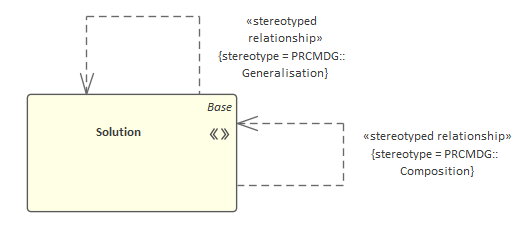 «stereotyped
relationship»
{stereotype = PRCMDG::
Generalisation}
Base
Solution
«»
«stereotyped relationship»
{stereotype = PRCMDG::
Composition}